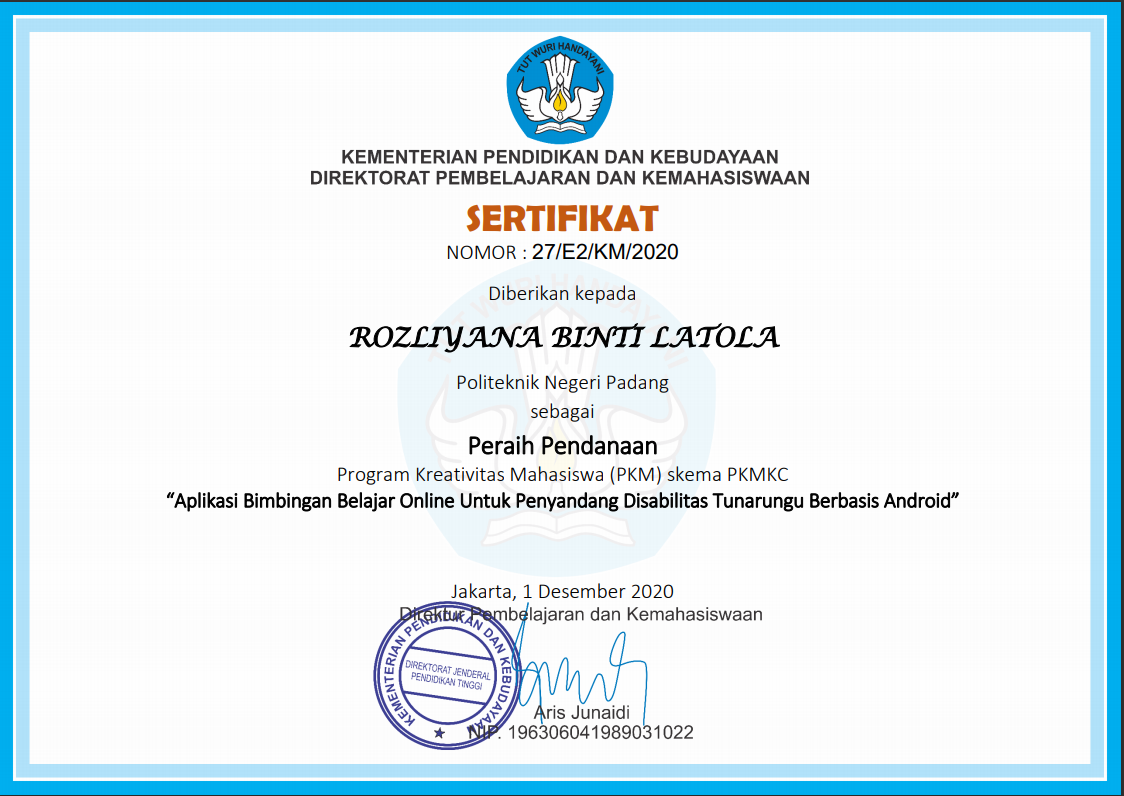 TUT WURI HANDAYANI
KEMENTERIAN PENDIDIKAN DAN KEBUDAYAAN
DIREKTORAT PEMBELAJARAN DAN KEMAHASISWAAN
SERTIFIKAT
NOMOR : 27/E2/KM/2020
Diberikan kepada
ROZLIYANA BINTI LATOLA
Politeknik Negeri Padang
sebagai
Peraih Pendanaan
Program Kreativitas Mahasiswa (PKM) skema PKMKC
“Aplikasi Bimbingan Belajar Online Untuk Penyandang Disabilitas Tunarungu Berbasis Android”
Jakarta, 1 Desember 2020
Direktur Pembelajaran dan Kemahasiswaan
KEMENTERIAN PENDIDIKAN DAN KEBUDAYAAN
DIREKTORAT JENDERAL
PENDIDIKAN TINGGI
Aris Junaidi
NIP. 196306041989031022